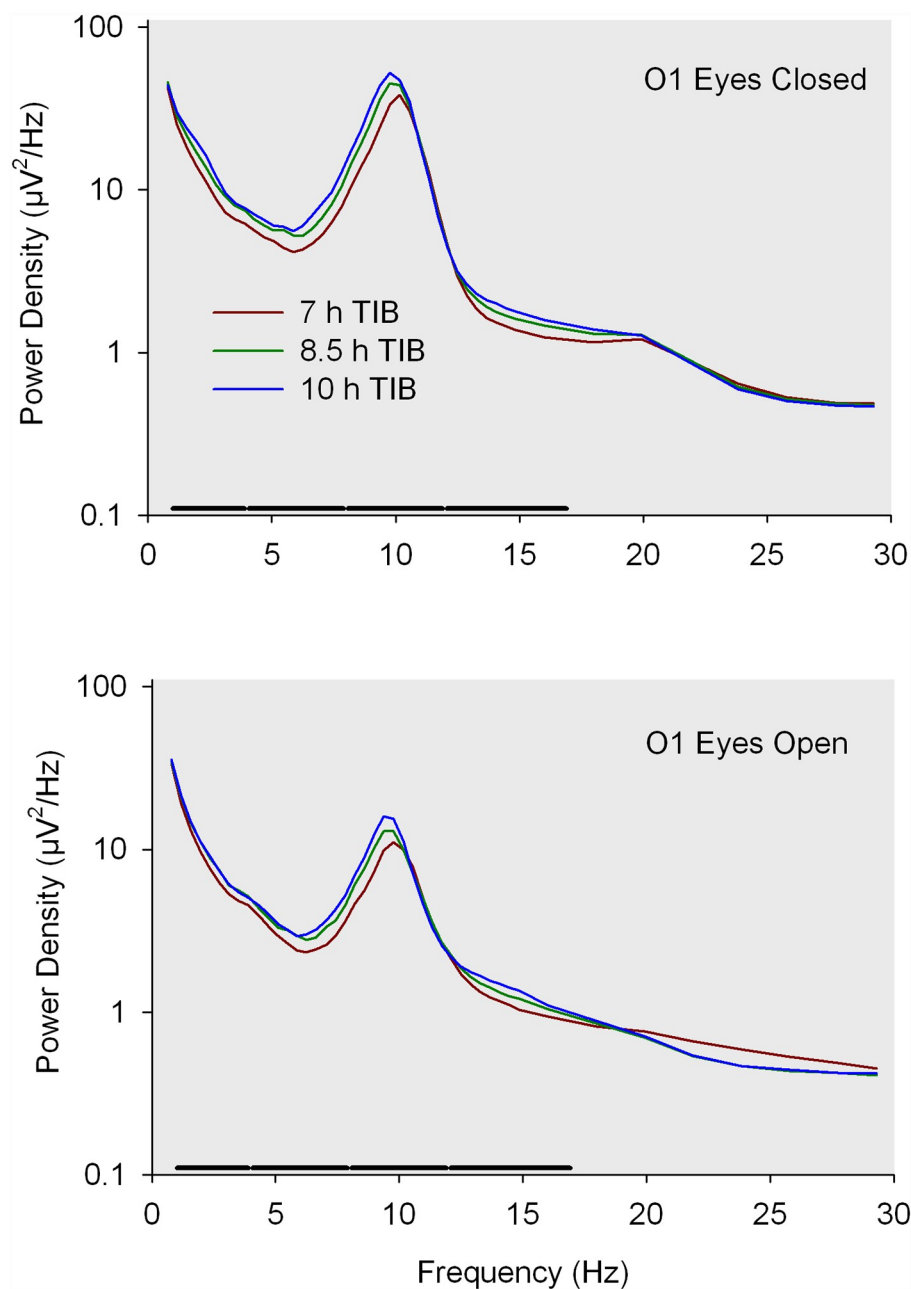 100
O1 Eyes Closed
Power Density (µV²/Hz)
10
7 h TIB
8.5 h TIB
1
10 h TIB
0.1
0 5 10 15 20 25 30
100
O1 Eyes Open
Power Density (µV²/Hz)
10
1
0.1
0 5 10 15 20 25 30
Frequency (Hz)